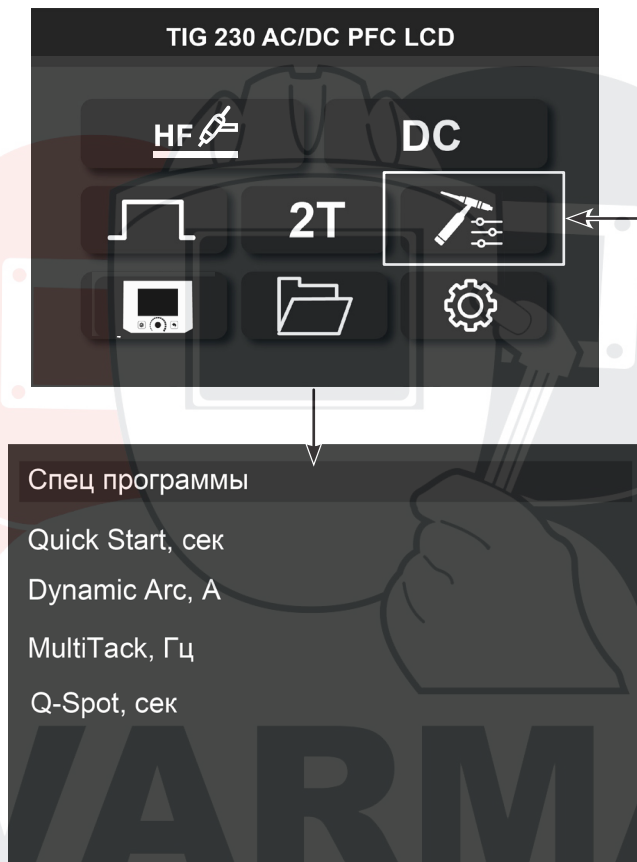 TIG 230 AC/DC PFC LCD
HF DC
2T
Спец программы
Quick Start, сек
Dynamic Arc, A
MultiTack, Гц
Q-Spot, сек
VARMA